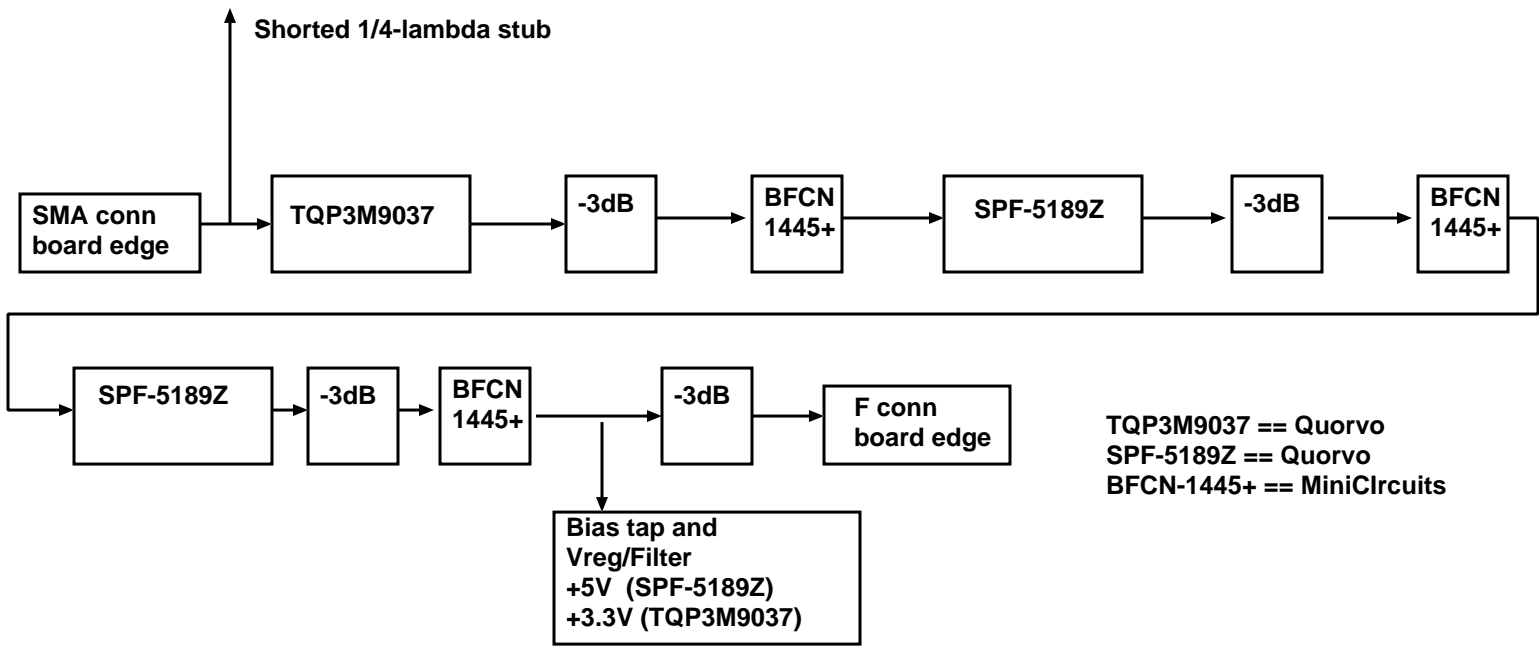 Shorted 1/4-lambda stub
SMA conn
board edge
TQP3M9037
-3dB
BFCN
1445+
SPF-5189Z
-3dB
BFCN
1445+
SPF-5189Z
-3dB
BFCN
1445+
-3dB
F conn
board edge
TQP3M9037 == Quorvo
SPF-5189Z == Quorvo
BFCN-1445+ == MiniCIrcuits
Bias tap and
Vreg/Filter
+5V (SPF-5189Z)
+3.3V (TQP3M9037)